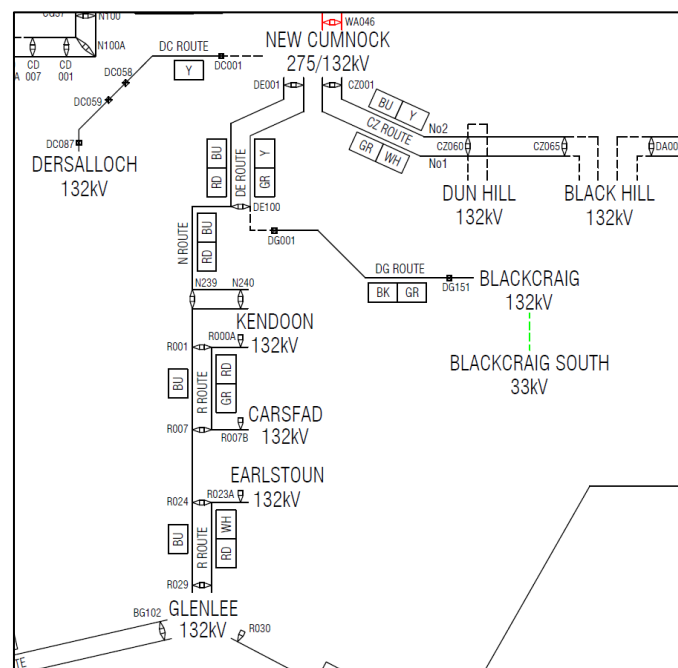 CG37
N100
WA046
N100A
DC ROUTE
NEW CUMNOCK
275/132kV
A
CD
007
CD
001
DC058
DC001
Y
DE001
CZ001
DC059
BU
Y
CZ ROUTE
No2
DC087
BU
RD
DE ROUTE
Y
GR
GR
WH
No1
CZ060
CZ065
DA00
DERSALLOCH
132kV
DUN HILL
132kV
BLACK HILL
132kV
DE100
N ROUTE
BU
RD
DG001
DG ROUTE
BK
GR
DG151
BLACKCRAIG
132kV
N239
N240
KENDOON
132kV
R001
R000A
BLACKCRAIG SOUTH
33kV
BU
R ROUTE
RD
GR
CARSFAD
132kV
R007
R007B
EARLSTOUN
132kV
R024
R023A
BU
R ROUTE
WH
RD
R029
GLENLEE
132kV
BG102
R030
TE